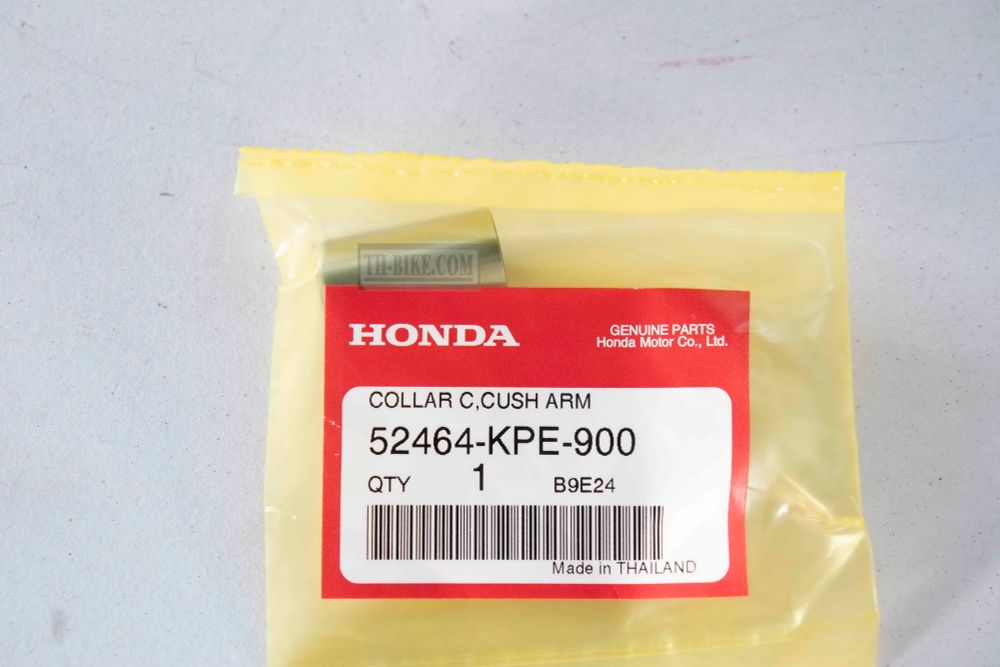 TH-BIKE.COM
HONDA
GENUINE PARTS
Honda Motor Co., Ltd.
COLLAR C,CUSH ARM
52464-KPE-900
QTY 1 B9E24
Made in THAILAND